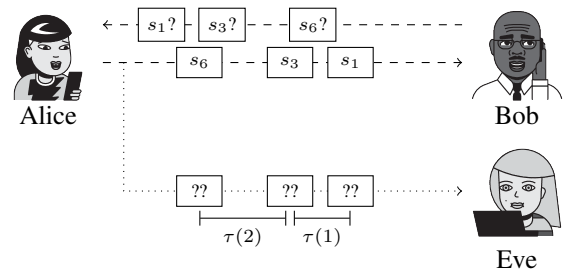 s₁? s₃? s₆?
s₆ s₃ s₁
Alice Bob
?? ?? ??
τ(2) τ(1)
Eve